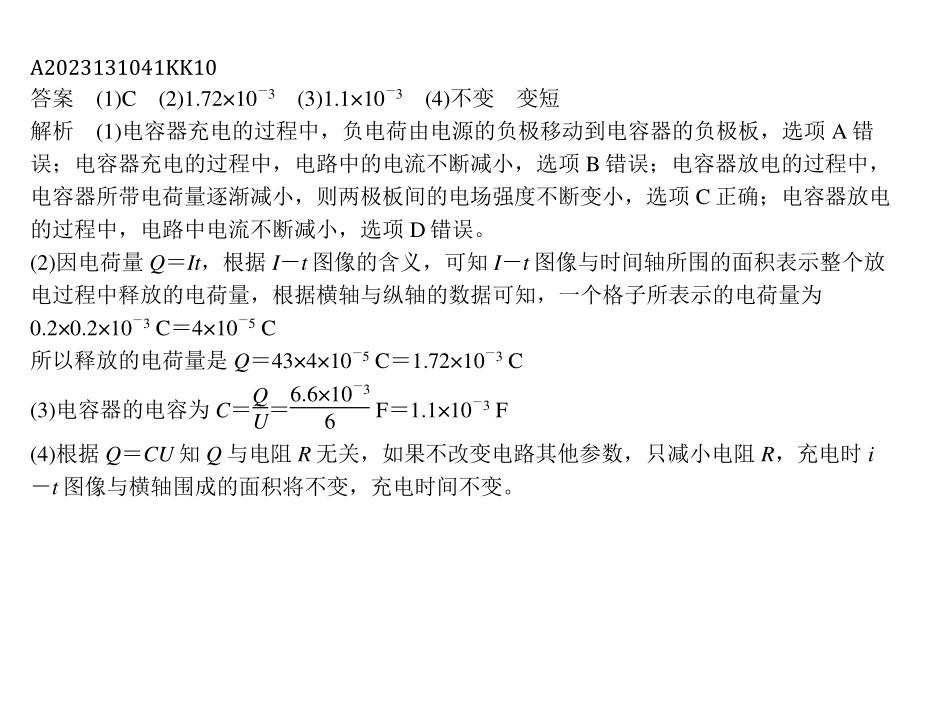 A2023131041KK10
答案　(1)C　(2)1.72×10⁻³　(3)1.1×10⁻³　(4)不变　变短
解析　(1)电容器充电的过程中，负电荷由电源的负极移动到电容器的负极板，选项 A 错
误；电容器充电的过程中，电路中的电流不断减小，选项 B 错误；电容器放电的过程中，
电容器所带电荷量逐渐减小，则两极板间的电场强度不断变小，选项 C 正确；电容器放电
的过程中，电路中电流不断减小，选项 D 错误。
(2)因电荷量 Q＝It，根据 I－t 图像的含义，可知 I－t 图像与时间轴所围的面积表示整个放
电过程中释放的电荷量，根据横轴与纵轴的数据可知，一个格子所表示的电荷量为
0.2×0.2×10⁻³ C＝4×10⁻⁵ C
所以释放的电荷量是 Q＝43×4×10⁻⁵ C＝1.72×10⁻³ C
(3)电容器的电容为 C＝Q/U＝6.6×10⁻³/6 F＝1.1×10⁻³ F
(4)根据 Q＝CU 知 Q 与电阻 R 无关，如果不改变电路其他参数，只减小电阻 R，充电时 i
－t 图像与横轴围成的面积将不变，充电时间不变。